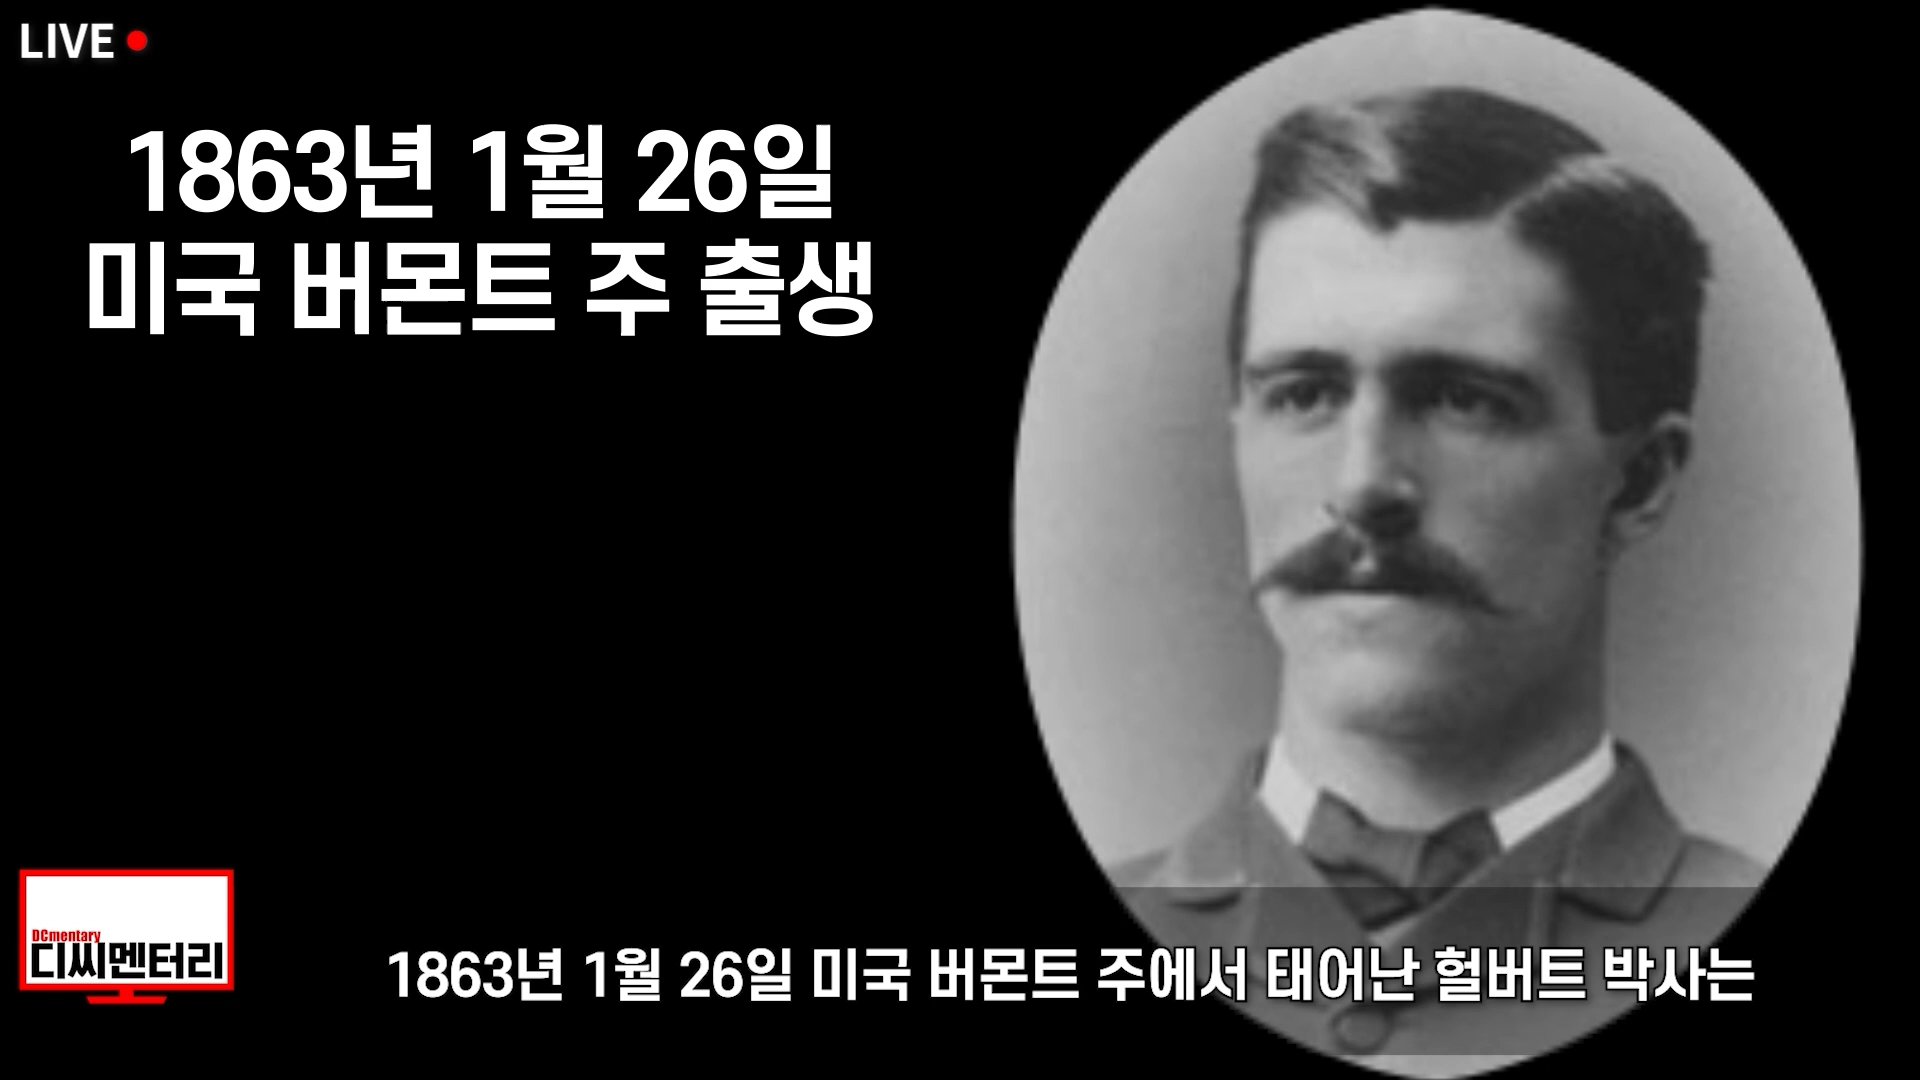 LIVE
1863년 1월 26일
미국 버몬트 주 출생
DCmentary
디씨멘터리
1863년 1월 26일 미국 버몬트 주에서 태어난 헐버트 박사는